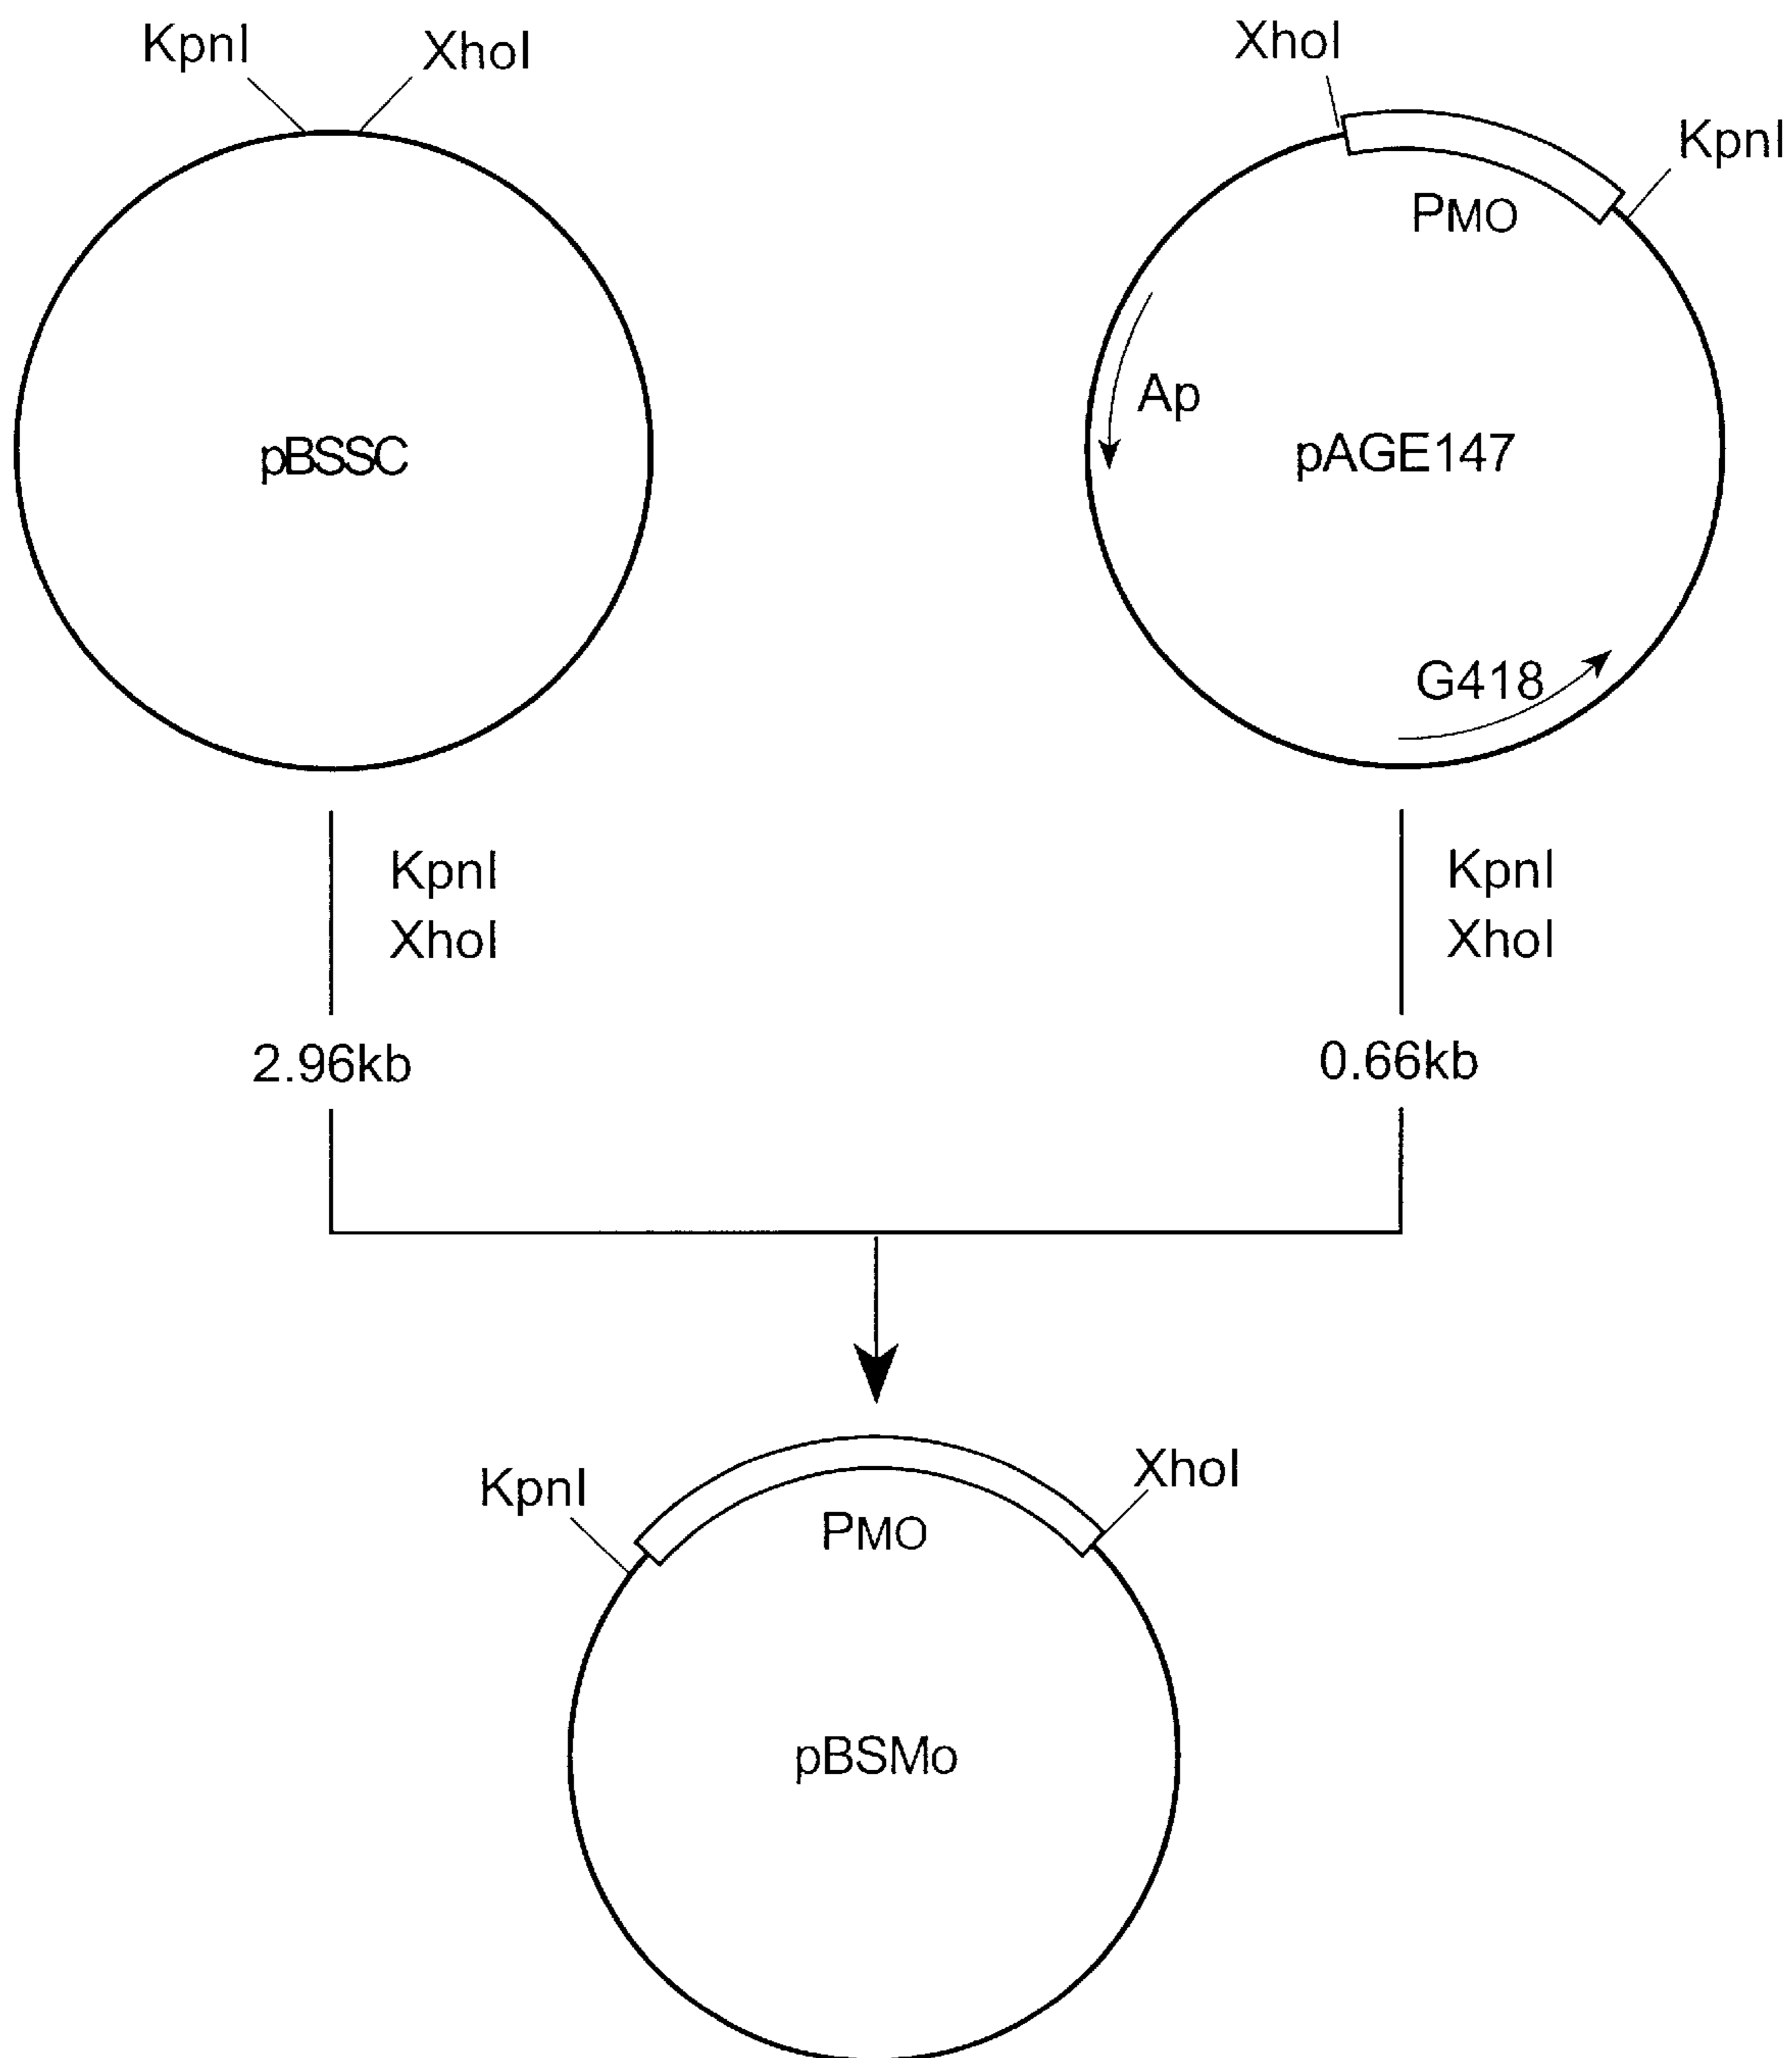 KpnI
XhoI
XhoI
KpnI
PMO
Ap
pBSSC
pAGE147
G418
KpnI
XhoI
KpnI
XhoI
2.96kb
0.66kb
KpnI
XhoI
PMO
pBSMo